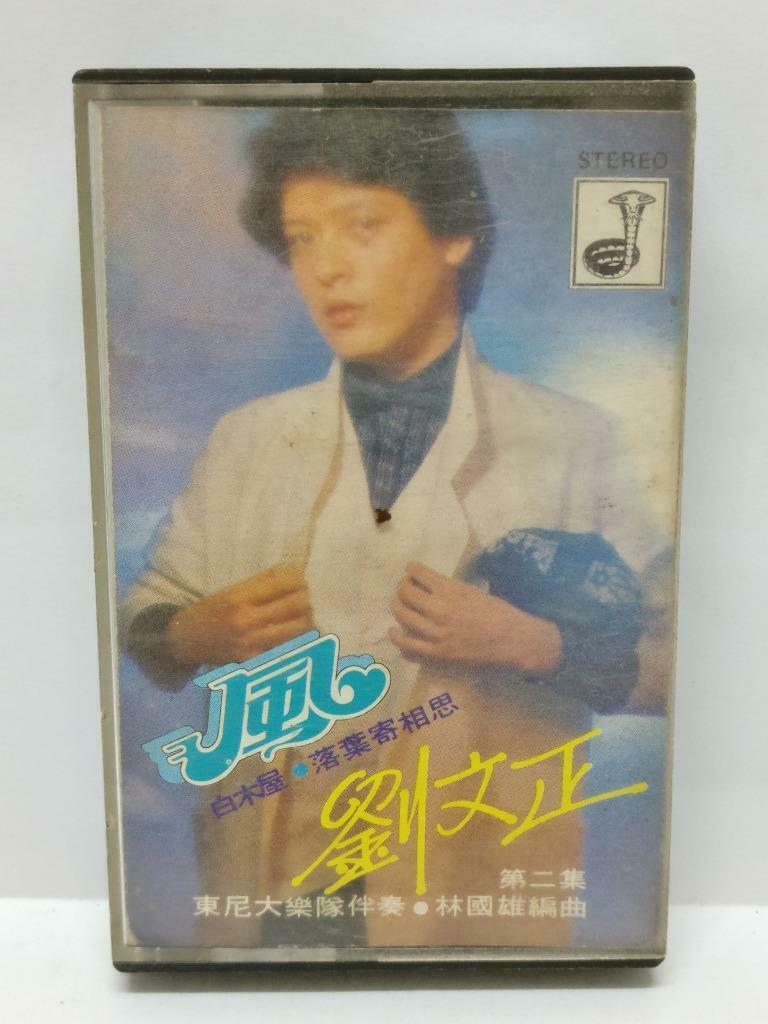 STEREO
風
白木屋•落葉寄相思
劉文正
第二集
東尼大樂隊伴奏•林國雄編曲